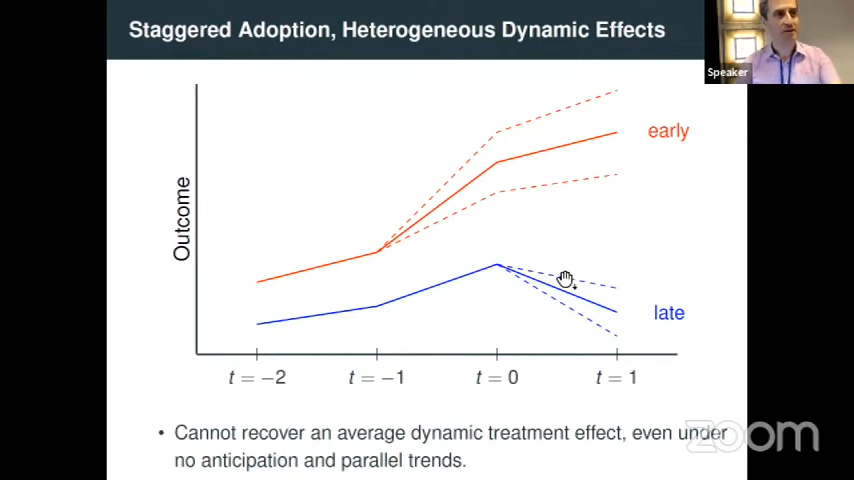 Staggered Adoption, Heterogeneous Dynamic Effects
Speaker
early
Outcome
late
t = −2
t = −1
t = 0
t = 1
• Cannot recover an average dynamic treatment effect, even under
no anticipation and parallel trends.
zoom